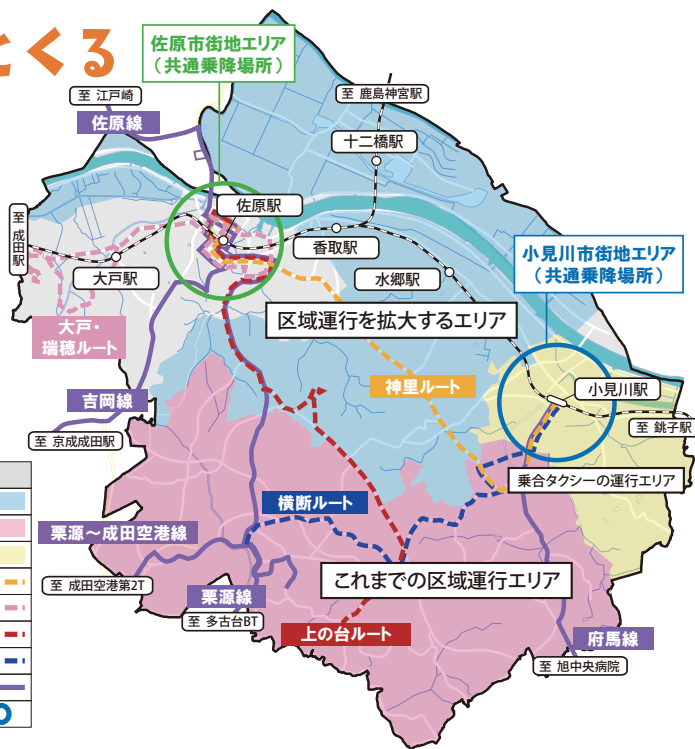 とくる
佐原市街地エリア
（共通乗降場所）
至 江戸崎
佐原線
至 鹿島神宮駅
十二橋駅
佐原駅
至 成田駅
香取駅
大戸駅
水郷駅
小見川市街地エリア
（共通乗降場所）
大戸・
瑞穂ルート
区域運行を拡大するエリア
神里ルート
小見川駅
吉岡線
至 京成成田駅
至 銚子駅
乗合タクシーの運行エリア
横断ルート
栗源～成田空港線
至 成田空港第2T
これまでの区域運行エリア
栗源線
至 多古台BT
上の台ルート
府馬線
至 旭中央病院